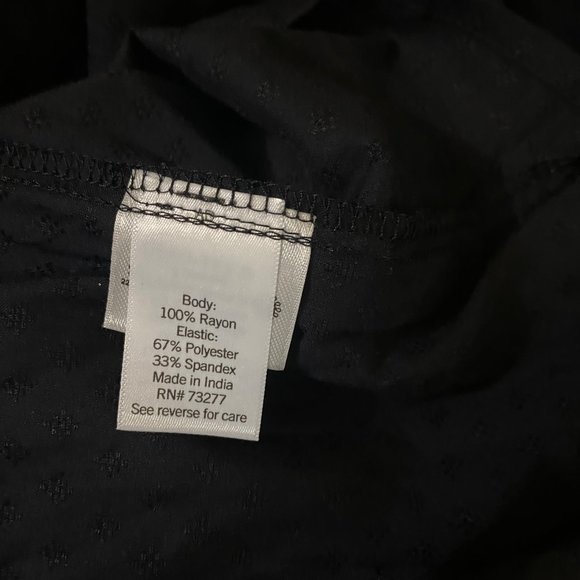 Body:
100% Rayon
Elastic:
67% Polyester
33% Spandex
Made in India
RN# 73277
See reverse for care